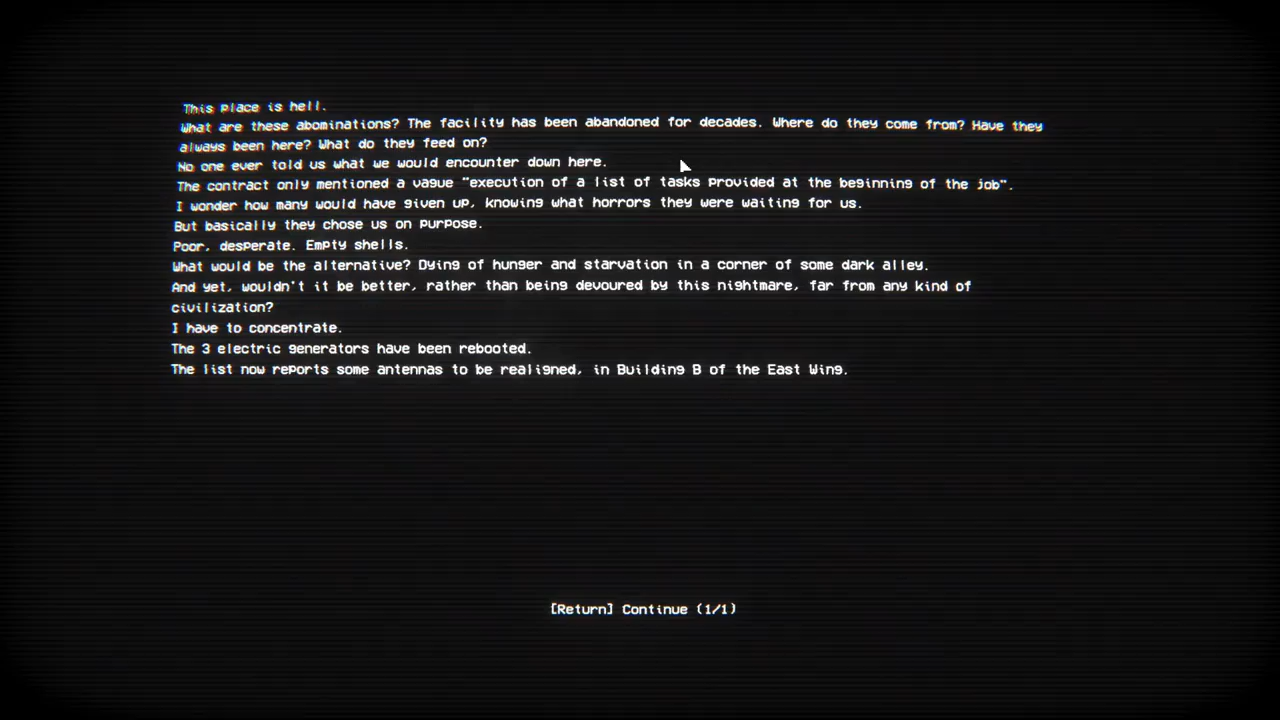 This place is hell.
What are these abominations? The facility has been abandoned for decades. Where do they come from? Have they
always been here? What do they feed on?
No one ever told us what we would encounter down here.
The contract only mentioned a vague "execution of a list of tasks provided at the beginning of the job".
I wonder how many would have given up, knowing what horrors they were waiting for us.
But basically they chose us on purpose.
Poor, desperate. Empty shells.
What would be the alternative? Dying of hunger and starvation in a corner of some dark alley.
And yet, wouldn't it be better, rather than being devoured by this nightmare, far from any kind of
civilization?
I have to concentrate.
The 3 electric generators have been rebooted.
The list now reports some antennas to be realigned, in Building B of the East Wing.
[Return] Continue (1/1)